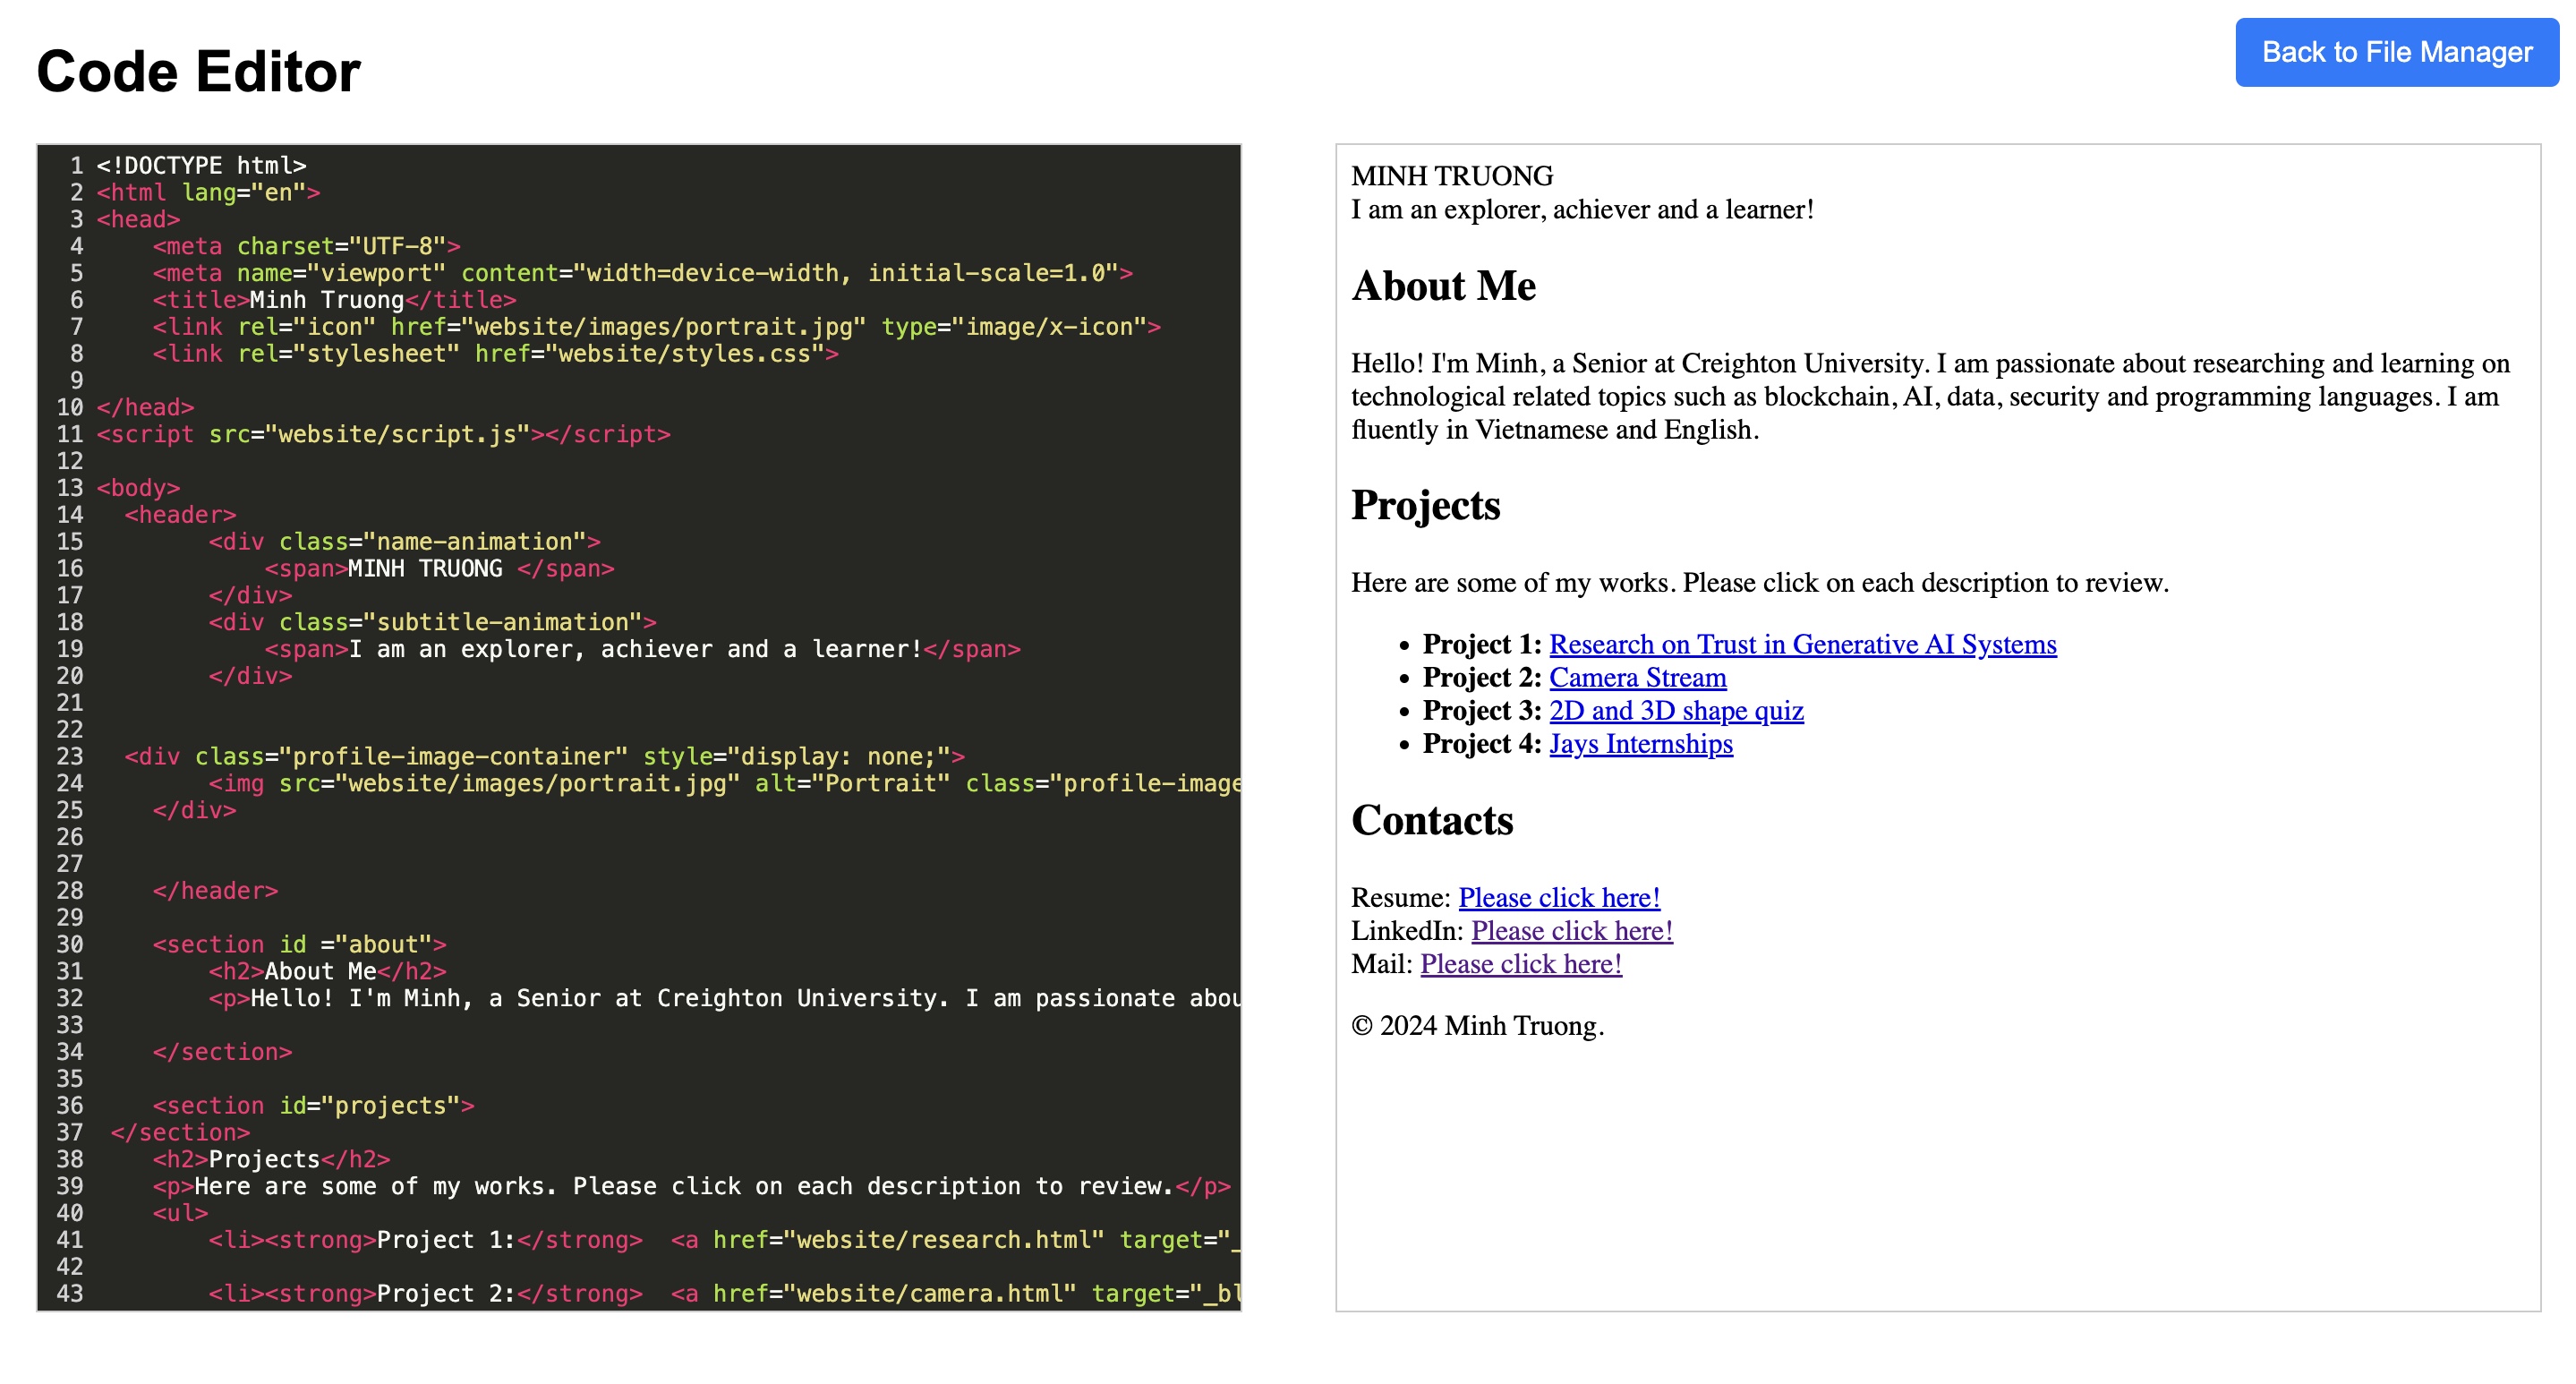 Code Editor
Back to File Manager
1 <!DOCTYPE html>
2 <html lang="en">
3 <head>
4     <meta charset="UTF-8">
5     <meta name="viewport" content="width=device-width, initial-scale=1.0">
6     <title>Minh Truong</title>
7     <link rel="icon" href="website/images/portrait.jpg" type="image/x-icon">
8     <link rel="stylesheet" href="website/styles.css">
9
10 </head>
11 <script src="website/script.js"></script>
12
13 <body>
14   <header>
15         <div class="name-animation">
16             <span>MINH TRUONG </span>
17         </div>
18         <div class="subtitle-animation">
19             <span>I am an explorer, achiever and a learner!</span>
20         </div>
21
22
23   <div class="profile-image-container" style="display: none;">
24         <img src="website/images/portrait.jpg" alt="Portrait" class="profile-image
25     </div>
26
27
28     </header>
29
30     <section id ="about">
31         <h2>About Me</h2>
32         <p>Hello! I'm Minh, a Senior at Creighton University. I am passionate abou
33
34     </section>
35
36     <section id="projects">
37  </section>
38     <h2>Projects</h2>
39     <p>Here are some of my works. Please click on each description to review.</p>
40     <ul>
41         <li><strong>Project 1:</strong>  <a href="website/research.html" target="_
42
43         <li><strong>Project 2:</strong>  <a href="website/camera.html" target="_bl
MINH TRUONG
I am an explorer, achiever and a learner!
About Me
Hello! I'm Minh, a Senior at Creighton University. I am passionate about researching and learning on
technological related topics such as blockchain, AI, data, security and programming languages. I am
fluently in Vietnamese and English.
Projects
Here are some of my works. Please click on each description to review.
• Project 1: Research on Trust in Generative AI Systems
• Project 2: Camera Stream
• Project 3: 2D and 3D shape quiz
• Project 4: Jays Internships
Contacts
Resume: Please click here!
LinkedIn: Please click here!
Mail: Please click here!
© 2024 Minh Truong.